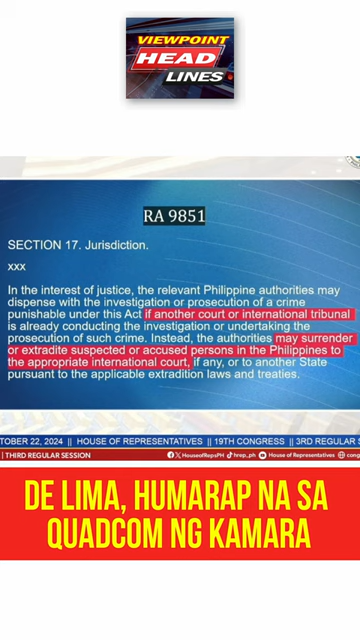 VIEWPOINT
HEAD
LINES
RA 9851
SECTION 17. Jurisdiction.
xxx
In the interest of justice, the relevant Philippine authorities may
dispense with the investigation or prosecution of a crime
punishable under this Act if another court or international tribunal
is already conducting the investigation or undertaking the
prosecution of such crime. Instead, the authorities may surrender
or extradite suspected or accused persons in the Philippines to
the appropriate international court, if any, or to another State
pursuant to the applicable extradition laws and treaties.
TOBER 22, 2024 || HOUSE OF REPRESENTATIVES || 19TH CONGRESS || 3RD REGULAR S
| THIRD REGULAR SESSION
HouseofRepsPH hrep_ph House of Representatives cong
DE LIMA, HUMARAP NA SA
QUADCOM NG KAMARA